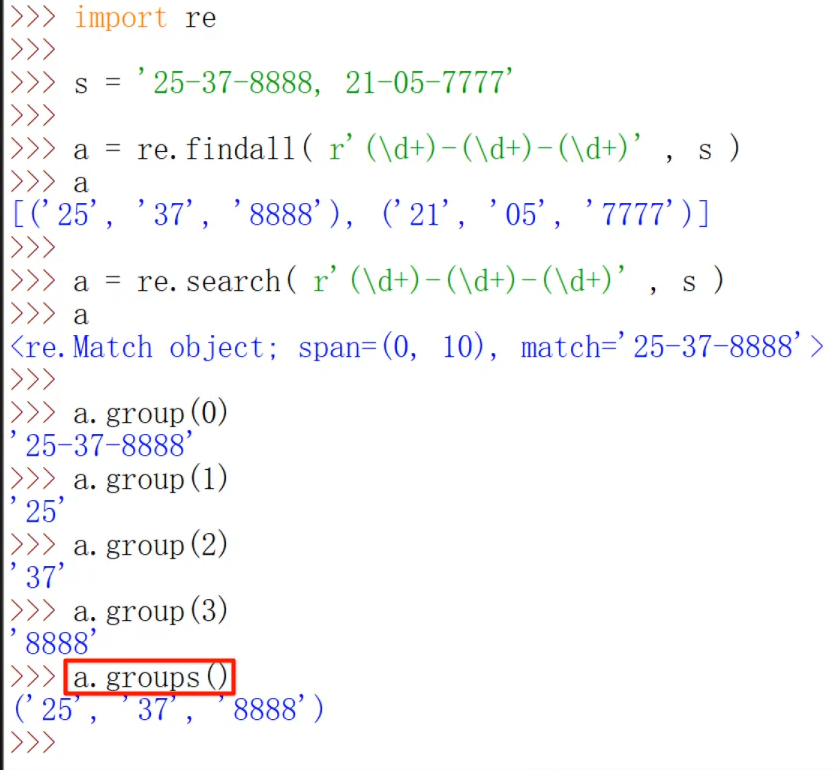 >>> import re
>>>
>>> s = '25-37-8888, 21-05-7777'
>>>
>>> a = re.findall( r'(\d+)-(\d+)-(\d+)' , s )
>>> a
[('25', '37', '8888'), ('21', '05', '7777')]
>>>
>>> a = re.search( r'(\d+)-(\d+)-(\d+)' , s )
>>> a
<re.Match object; span=(0, 10), match='25-37-8888'>
>>>
>>> a.group(0)
'25-37-8888'
>>> a.group(1)
'25'
>>> a.group(2)
'37'
>>> a.group(3)
'8888'
>>> a.groups()
('25', '37', '8888')
>>>